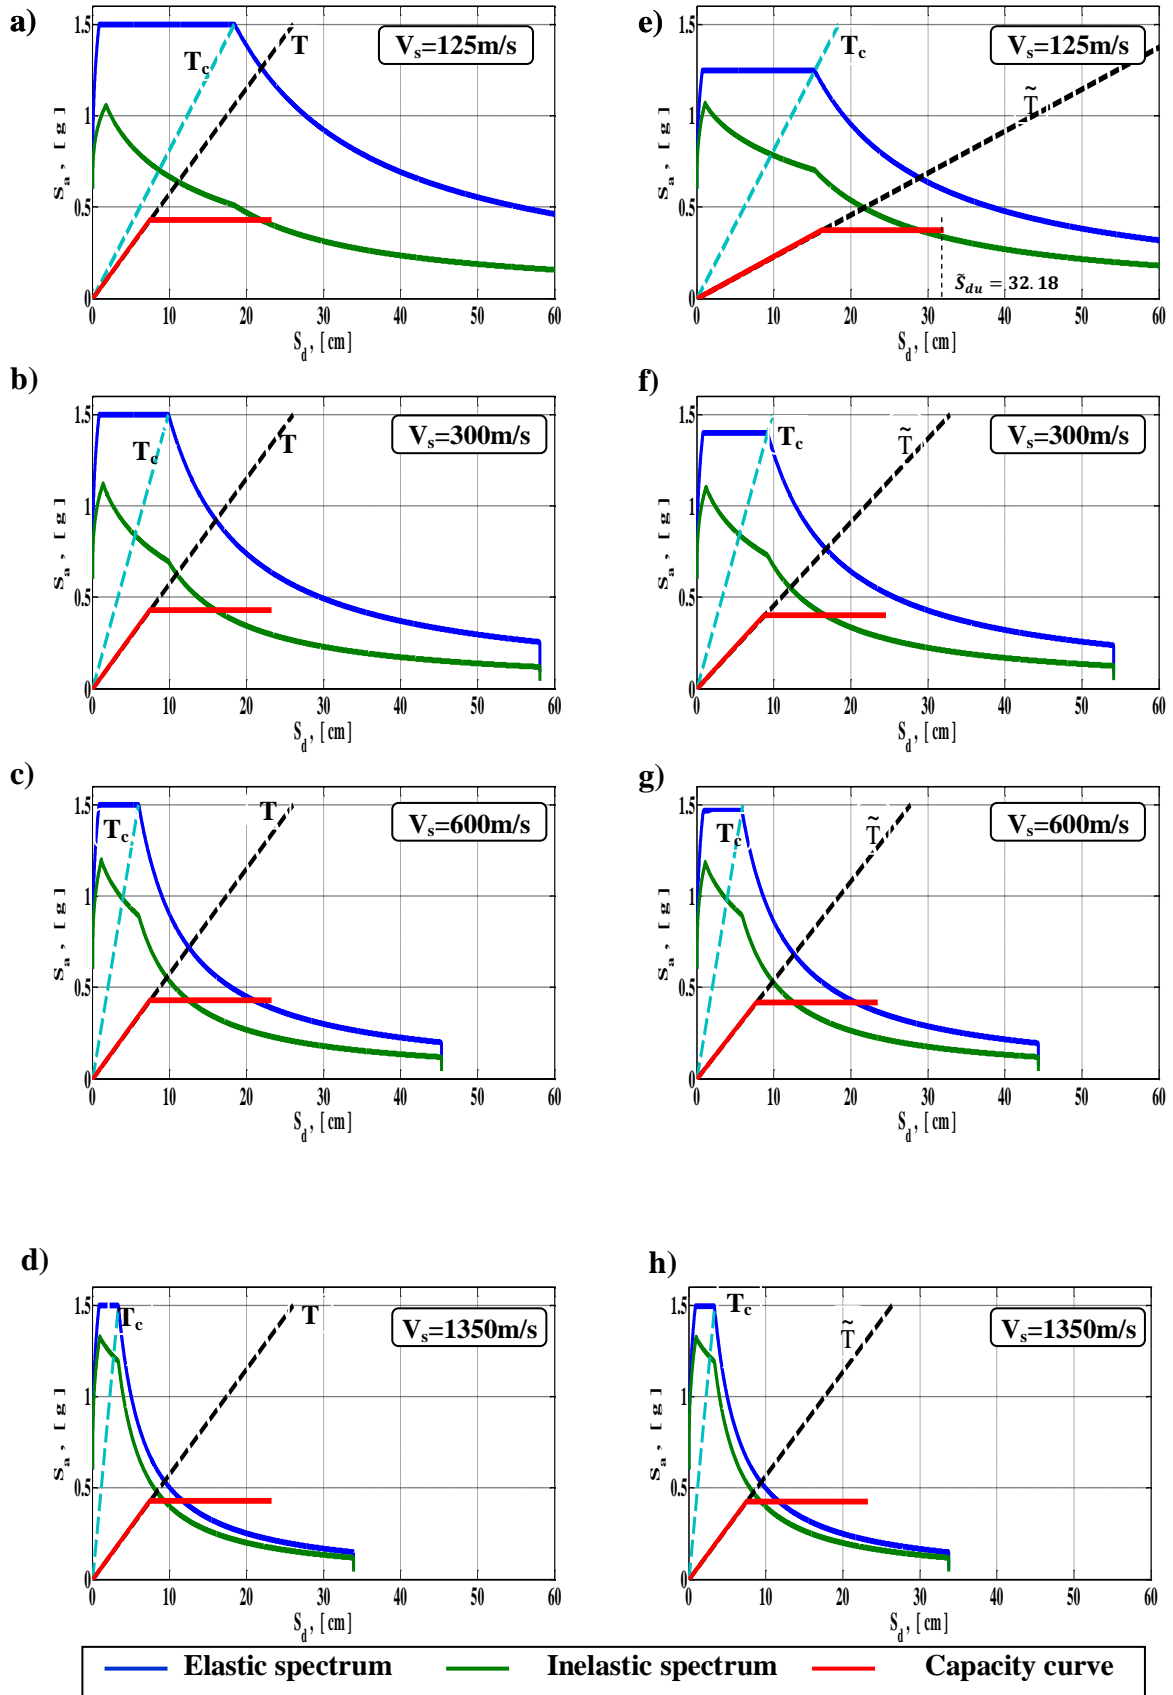 a)
V_s=125m/s
T_c
T
1.5
1
0.5
0
S_a , [g]
0 10 20 30 40 50 60
S_d, [cm]
e)
V_s=125m/s
T_c
T̃
1.5
1
0.5
0
S_a , [g]
S̃_du = 32.18
0 10 20 30 40 50 60
S_d, [cm]
b)
V_s=300m/s
T_c
T
1.5
1
0.5
0
S_a , [g]
0 10 20 30 40 50 60
S_d, [cm]
f)
V_s=300m/s
T_c
T̃
1.5
1
0.5
0
S_a , [g]
0 10 20 30 40 50 60
S_d, [cm]
c)
V_s=600m/s
T_c
T
1.5
1
0.5
0
S_a , [g]
0 10 20 30 40 50 60
S_d, [cm]
g)
V_s=600m/s
T_c
T̃
1.5
1
0.5
0
S_a , [g]
0 10 20 30 40 50 60
S_d, [cm]
d)
V_s=1350m/s
T_c
T
1.5
1
0.5
0
S_a , [g]
0 10 20 30 40 50 60
S_d, [cm]
h)
V_s=1350m/s
T_c
T̃
1.5
1
0.5
0
S_a , [g]
0 10 20 30 40 50 60
S_d, [cm]
Elastic spectrum Inelastic spectrum Capacity curve